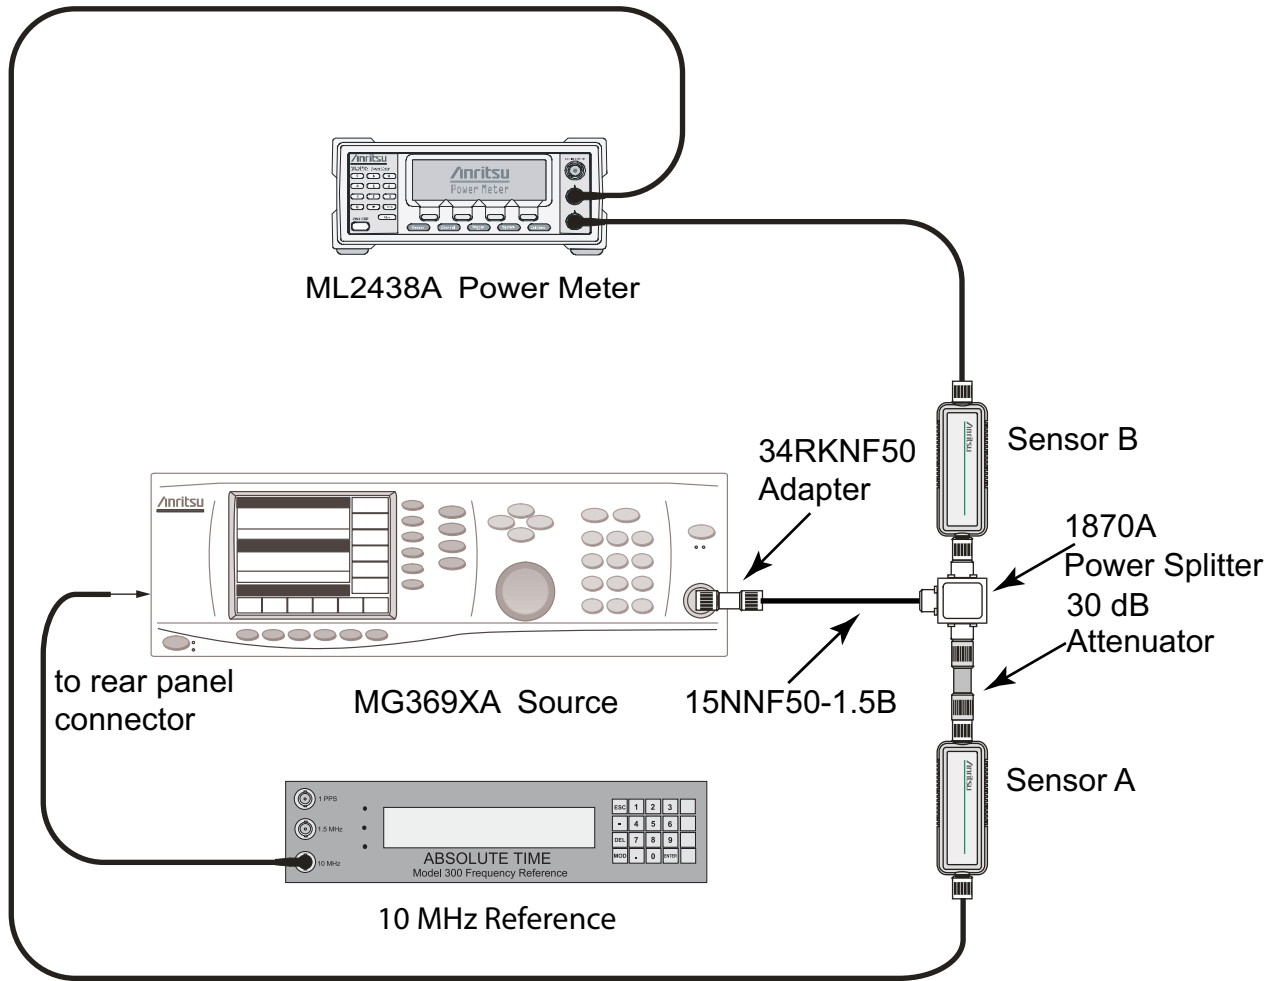 Anritsu
Anritsu
Power Meter
ML2438A Power Meter
Anritsu
Sensor B
34RKNF50
Adapter
Anritsu
1870A
Power Splitter
30 dB
Attenuator
to rear panel
connector
MG369XA Source
15NNF50-1.5B
Anritsu
Sensor A
1 PPS
1.5 MHz
10 MHz
ESC 1 2 3
- 4 5 6
DEL 7 8 9
MOD . 0 ENTER
ABSOLUTE TIME
Model 300 Frequency Reference
10 MHz Reference